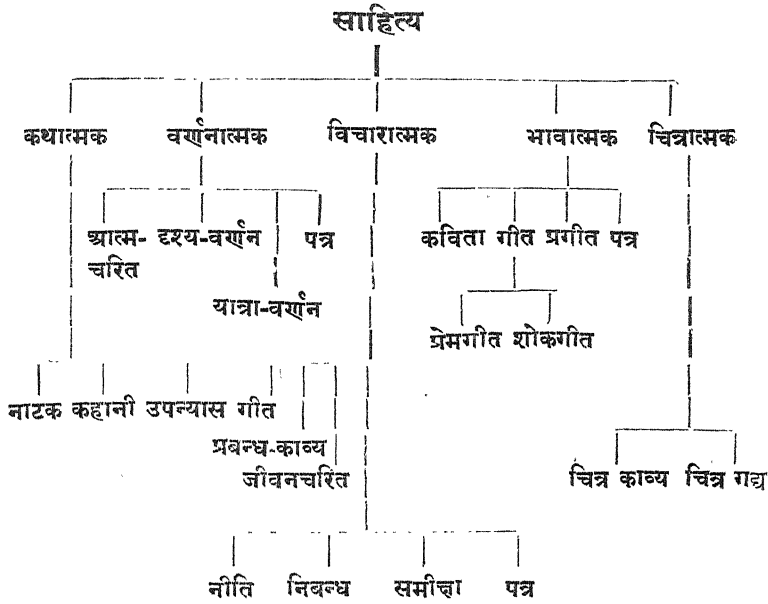 साहित्य
कथात्मक वर्णनात्मक विचारात्मक भावात्मक चित्रात्मक
आत्म- दृश्य-वर्णन पत्र कविता गीत प्रगीत पत्र
चरित
यात्रा-वर्णन
प्रेमगीत शोकगीत
नाटक कहानी उपन्यास गीत
प्रबन्ध-काव्य
जीवनचरित चित्र काव्य चित्र गद्य
नीति निबन्ध समीक्षा पत्र